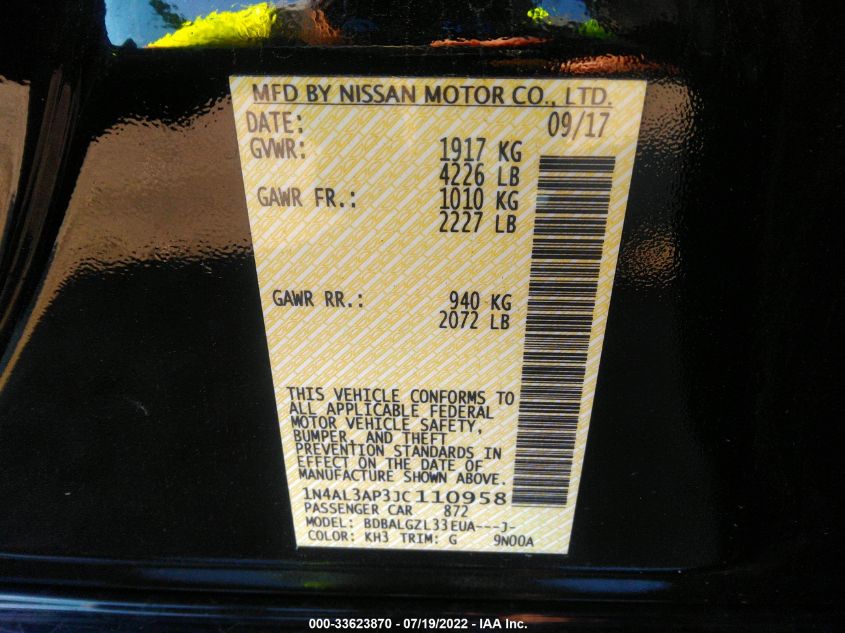 MFD BY NISSAN MOTOR CO., LTD.
DATE: 09/17
GVWR: 1917 KG
4226 LB
GAWR FR.: 1010 KG
2227 LB
GAWR RR.: 940 KG
2072 LB
THIS VEHICLE CONFORMS TO
ALL APPLICABLE FEDERAL
MOTOR VEHICLE SAFETY,
BUMPER, AND THEFT
PREVENTION STANDARDS IN
EFFECT ON THE DATE OF
MANUFACTURE SHOWN ABOVE.
1N4AL3AP3JC110958
PASSENGER CAR 872
MODEL: BDBALGZL33EUA---J-
COLOR: KH3 TRIM: G 9N00A
000-33623870 - 07/19/2022 - IAA Inc.